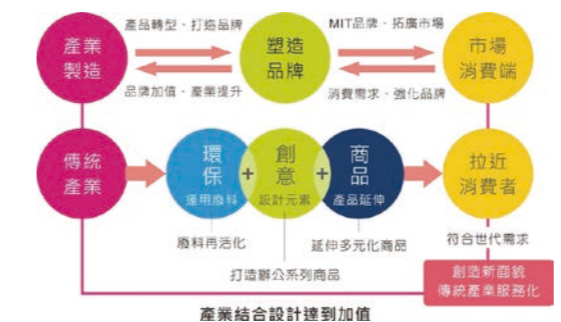 產品轉型、打造品牌
MIT品牌、拓廣市場
產業
製造
塑造
品牌
市場
消費端
品牌加值、產業提升
消費需求、強化品牌
傳統
產業
環
保
運用廢料
+
創
意
設計元素
+
商
品
產品延伸
拉近
消費者
廢料再活化
打造辦公系列商品
延伸多元化商品
符合世代需求
創造新面貌
傳統產業服務化
產業結合設計達到加值